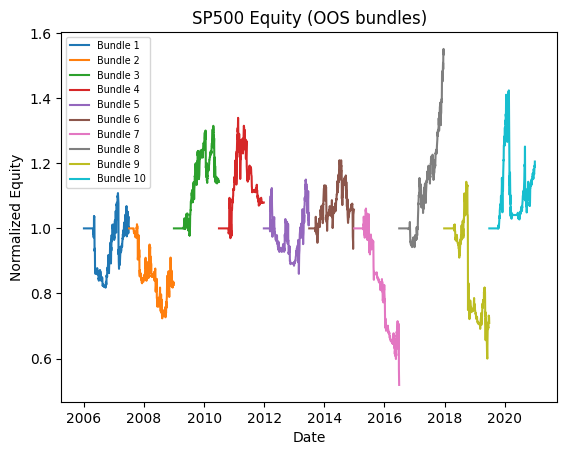 SP500 Equity (OOS bundles)
Normalized Equity
1.6
1.4
1.2
1.0
0.8
0.6
Bundle 1
Bundle 2
Bundle 3
Bundle 4
Bundle 5
Bundle 6
Bundle 7
Bundle 8
Bundle 9
Bundle 10
2006 2008 2010 2012 2014 2016 2018 2020
Date